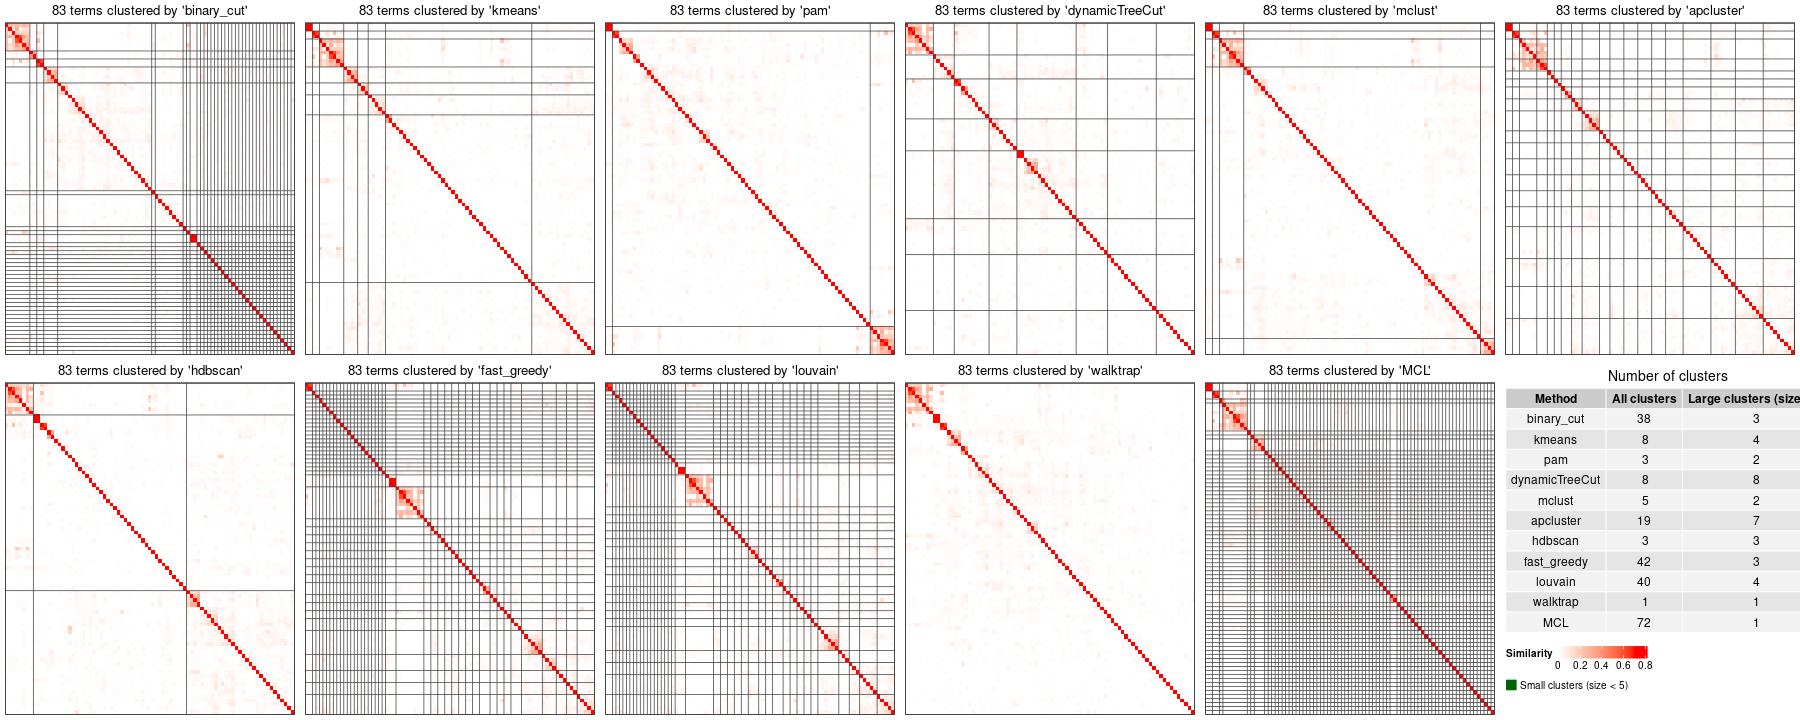 83 terms clustered by 'binary_cut'
83 terms clustered by 'kmeans'
83 terms clustered by 'pam'
83 terms clustered by 'dynamicTreeCut'
83 terms clustered by 'mclust'
83 terms clustered by 'apcluster'
83 terms clustered by 'hdbscan'
83 terms clustered by 'fast_greedy'
83 terms clustered by 'louvain'
83 terms clustered by 'walktrap'
83 terms clustered by 'MCL'
Number of clusters
Method All clusters Large clusters (size
binary_cut 38 3
kmeans 8 4
pam 3 2
dynamicTreeCut 8 8
mclust 5 2
apcluster 19 7
hdbscan 3 3
fast_greedy 42 3
louvain 40 4
walktrap 1 1
MCL 72 1
Similarity
0 0.2 0.4 0.6 0.8
Small clusters (size < 5)